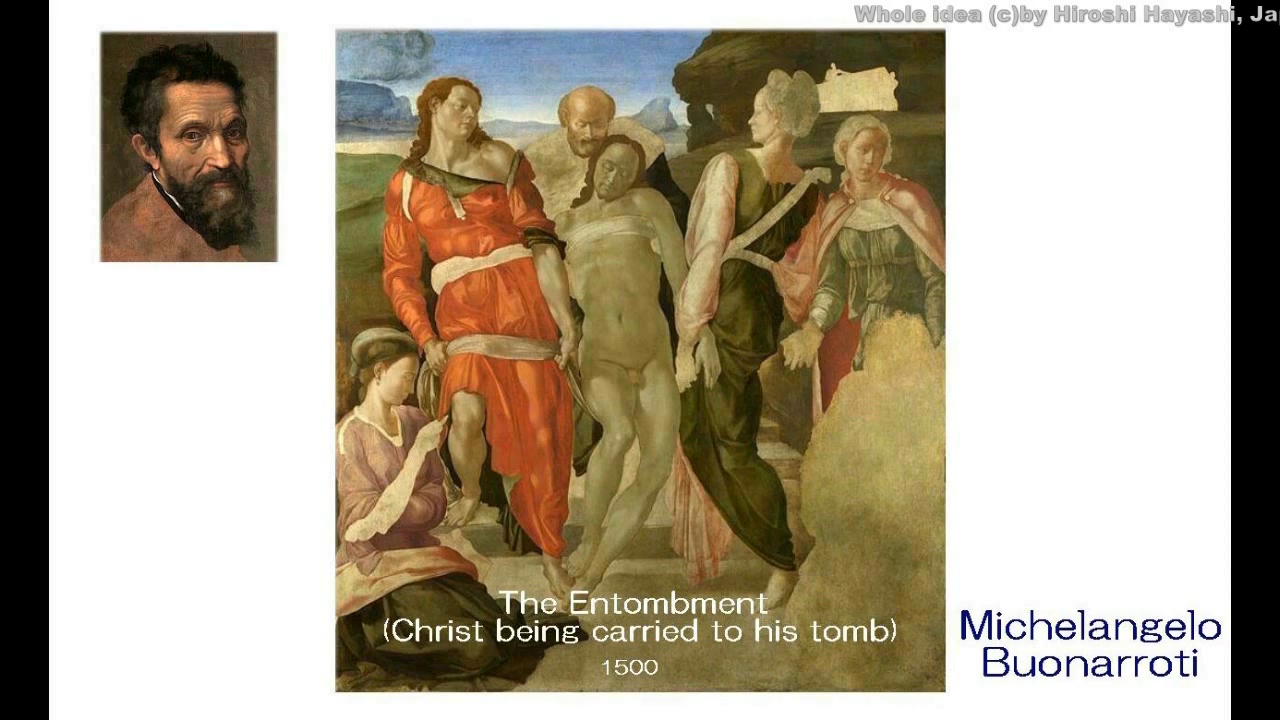 Whole idea (c)by Hiroshi Hayashi, Ja
The Entombment
(Christ being carried to his tomb)
1500
Michelangelo
Buonarroti